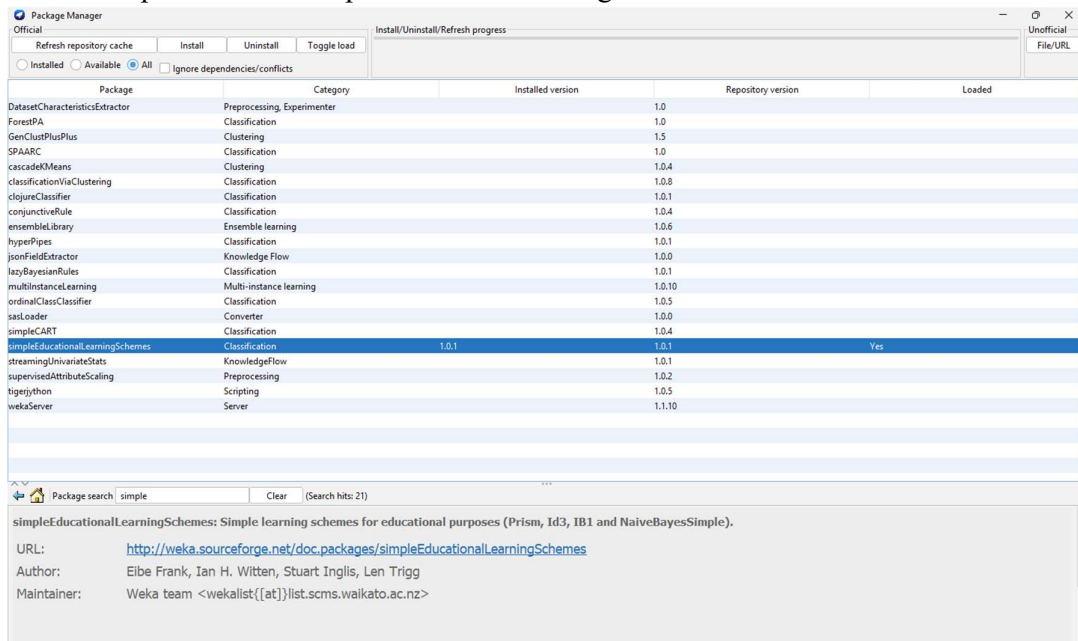 Package Manager
Official
Install/Uninstall/Refresh progress
Unofficial
Refresh repository cache Install Uninstall Toggle load
File/URL
Installed Available All Ignore dependencies/conflicts
Package Category Installed version Repository version Loaded
DatasetCharacteristicsExtractor Preprocessing, Experimenter 1.0
ForestPA Classification 1.0
GenClustPlusPlus Clustering 1.5
SPAARC Classification 1.0
cascadeKMeans Clustering 1.0.4
classificationViaClustering Classification 1.0.8
clojureClassifier Classification 1.0.1
conjunctiveRule Classification 1.0.4
ensembleLibrary Ensemble learning 1.0.6
hyperPipes Classification 1.0.1
jsonFieldExtractor Knowledge Flow 1.0.0
lazyBayesianRules Classification 1.0.1
multiInstanceLearning Multi-instance learning 1.0.10
ordinalClassClassifier Classification 1.0.5
sasLoader Converter 1.0.0
simpleCART Classification 1.0.4
simpleEducationalLearningSchemes Classification 1.0.1 1.0.1 Yes
streamingUnivariateStats KnowledgeFlow 1.0.1
supervisedAttributeScaling Preprocessing 1.0.2
tigerjython Scripting 1.0.5
wekaServer Server 1.1.10
Package search simple Clear (Search hits: 21)
simpleEducationalLearningSchemes: Simple learning schemes for educational purposes (Prism, Id3, IB1 and NaiveBayesSimple).
URL: http://weka.sourceforge.net/doc.packages/simpleEducationalLearningSchemes
Author: Eibe Frank, Ian H. Witten, Stuart Inglis, Len Trigg
Maintainer: Weka team <wekalist{[at]}list.scms.waikato.ac.nz>